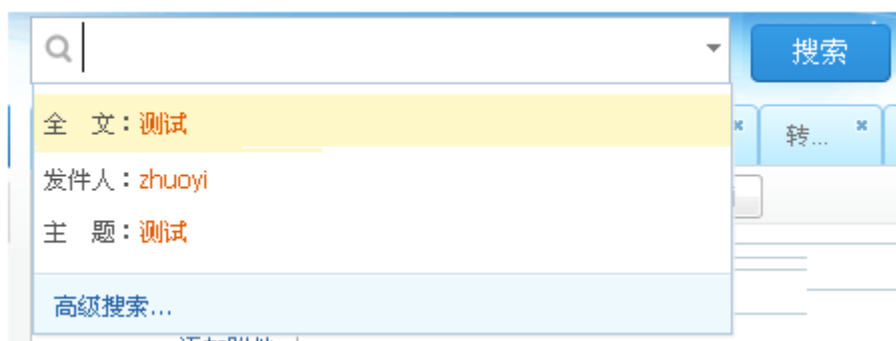 搜索
全 文：测试
转...
发件人：zhuoyi
主 题：测试
高级搜索...